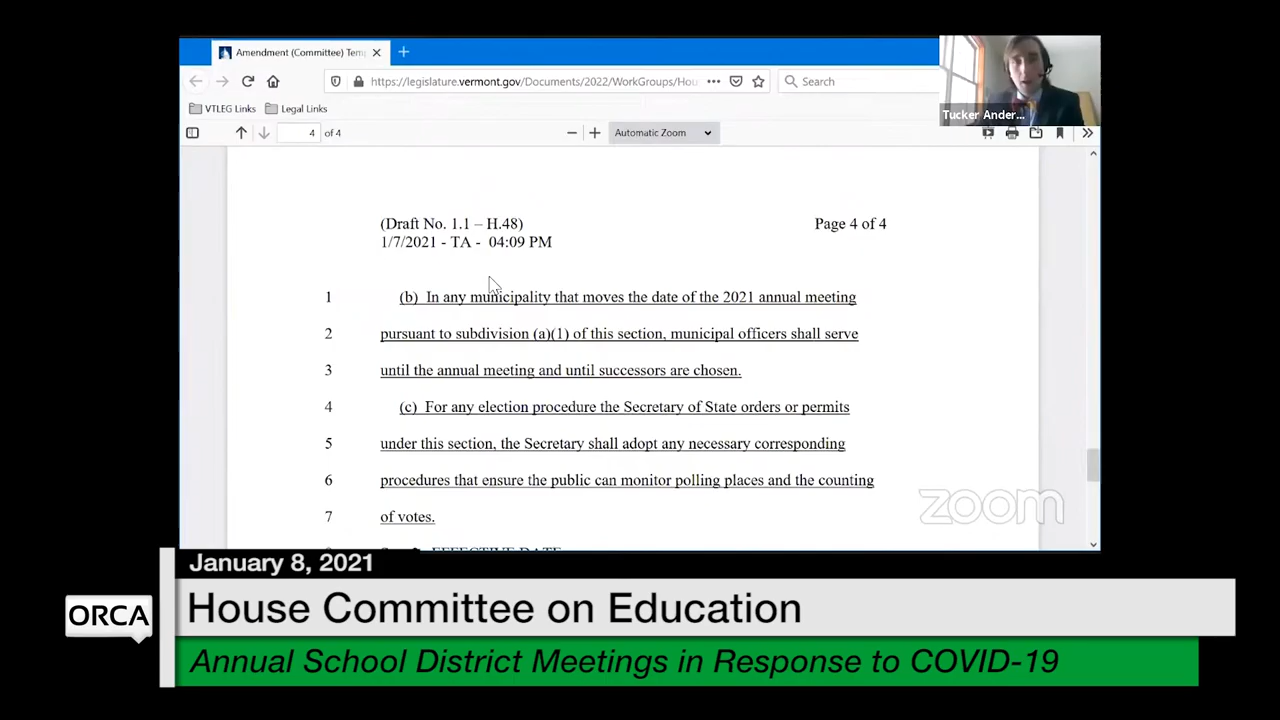 Amendment (Committee) Temp
https://legislature.vermont.gov/Documents/2022/WorkGroups/Hou
Search
VTLEG Links
Legal Links
Tucker Ander...
4 of 4
Automatic Zoom
(Draft No. 1.1 – H.48)
Page 4 of 4
1/7/2021 - TA - 04:09 PM
1 (b) In any municipality that moves the date of the 2021 annual meeting
2 pursuant to subdivision (a)(1) of this section, municipal officers shall serve
3 until the annual meeting and until successors are chosen.
4 (c) For any election procedure the Secretary of State orders or permits
5 under this section, the Secretary shall adopt any necessary corresponding
6 procedures that ensure the public can monitor polling places and the counting
7 of votes.
EFFECTIVE DATE
zoom
January 8, 2021
ORCA
House Committee on Education
Annual School District Meetings in Response to COVID-19